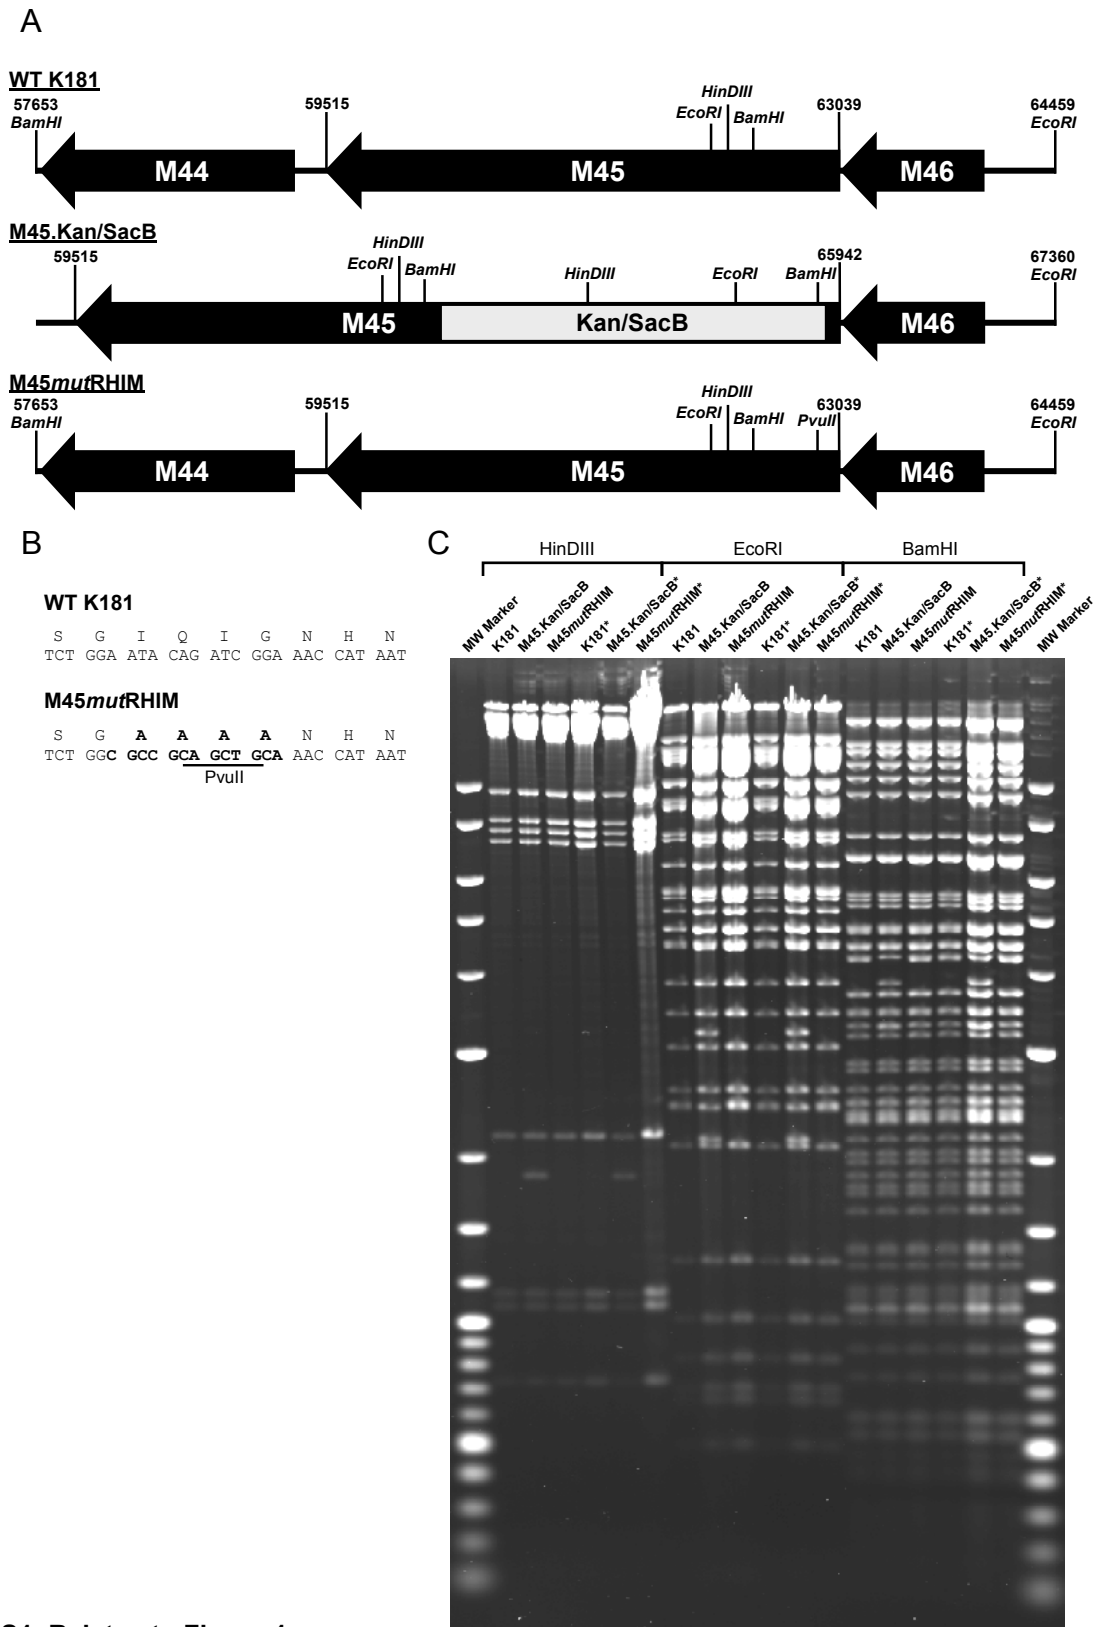 A
WT K181
57653
BamHI
59515
HinDIII
EcoRI
BamHI
63039
64459
EcoRI
M44
M45
M46
M45.Kan/SacB
59515
HinDIII
EcoRI
BamHI
HinDIII
EcoRI
BamHI
65942
67360
EcoRI
M45
Kan/SacB
M46
M45mutRHIM
57653
BamHI
59515
HinDIII
EcoRI
BamHI
PvuII
63039
64459
EcoRI
M44
M45
M46
B
WT K181
S G I Q I G N H N
TCT GGA ATA CAG ATC GGA AAC CAT AAT
M45mutRHIM
S G A A A A N H N
TCT GGC GCC GCA GCT GCA AAC CAT AAT
PvuII
C
HinDIII EcoRI BamHI
MW Marker
K181
M45.Kan/SacB
M45mutRHIM
K181*
M45.Kan/SacB*
M45mutRHIM*
K181
M45.Kan/SacB
M45mutRHIM
K181*
M45.Kan/SacB*
M45mutRHIM*
K181
M45.Kan/SacB
M45mutRHIM
K181*
M45.Kan/SacB*
M45mutRHIM*
MW Marker